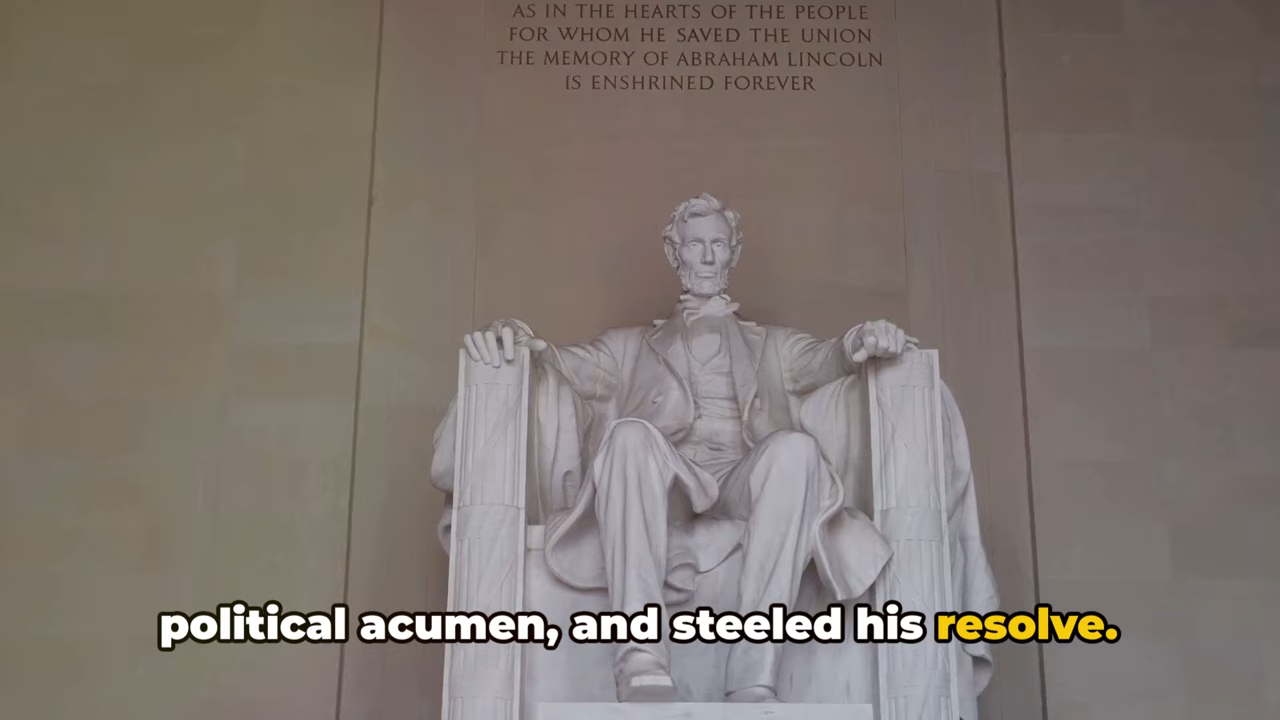 AS IN THE HEARTS OF THE PEOPLE
FOR WHOM HE SAVED THE UNION
THE MEMORY OF ABRAHAM LINCOLN
IS ENSHRINED FOREVER
political acumen, and steeled his resolve.